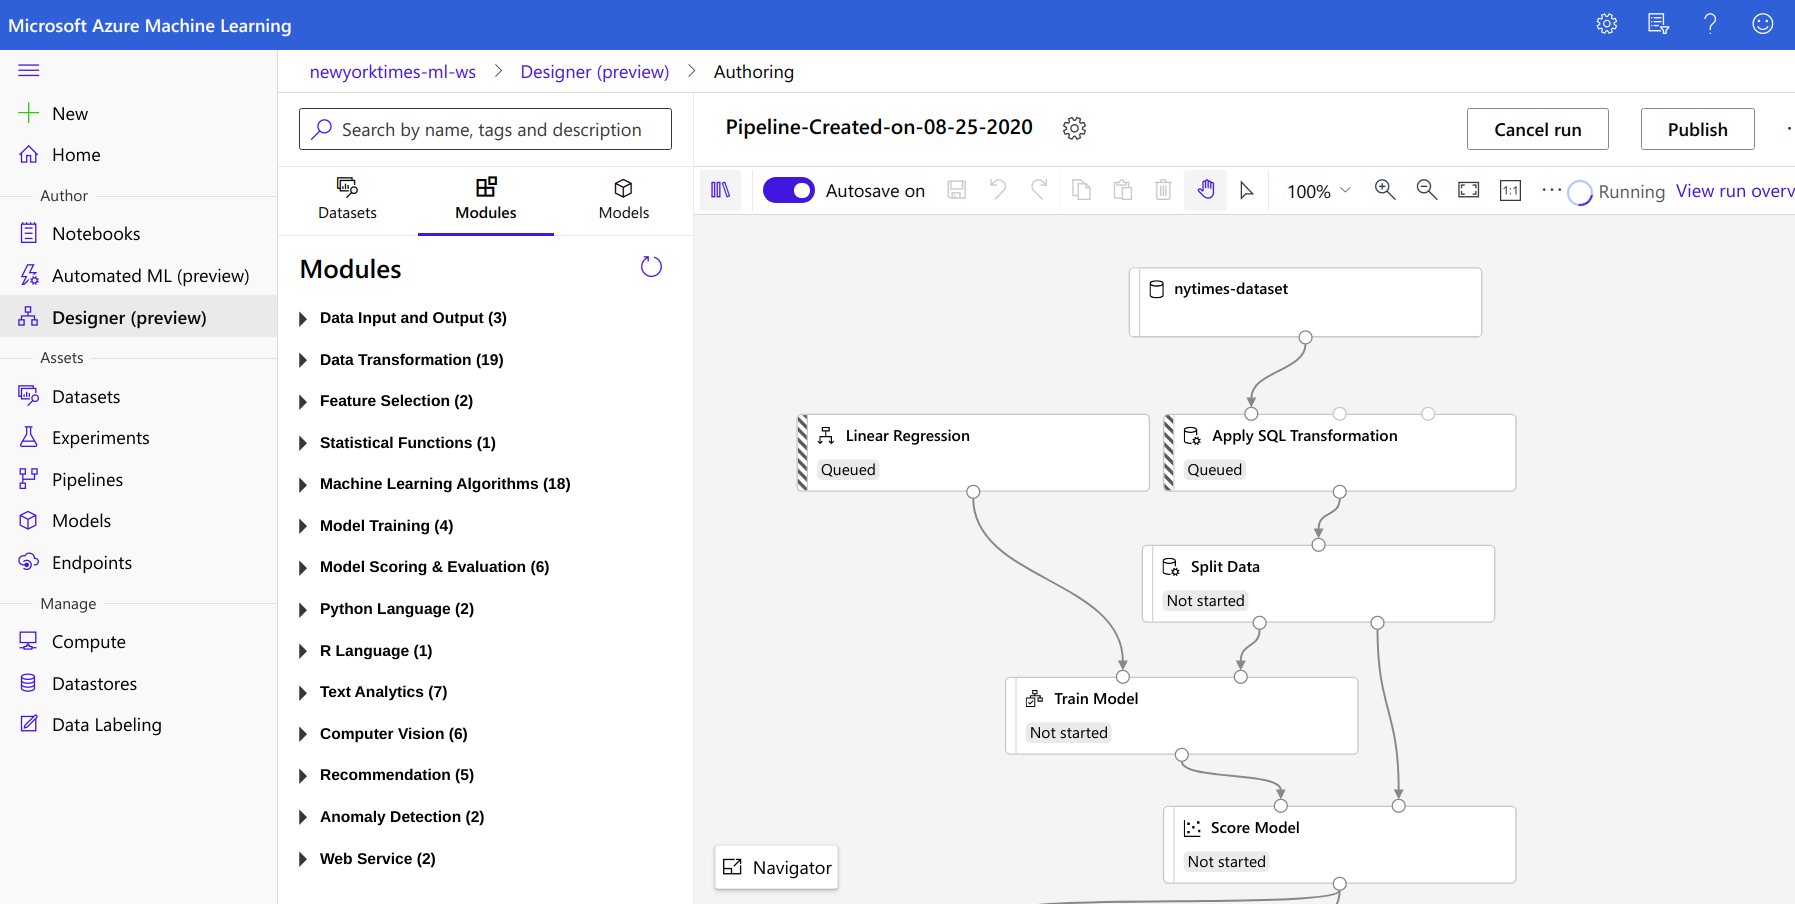 Microsoft Azure Machine Learning
newyorktimes-ml-ws > Designer (preview) > Authoring
New
Home
Author
Notebooks
Automated ML (preview)
Designer (preview)
Assets
Datasets
Experiments
Pipelines
Models
Endpoints
Manage
Compute
Datastores
Data Labeling
Search by name, tags and description
Datasets
Modules
Models
Modules
Data Input and Output (3)
Data Transformation (19)
Feature Selection (2)
Statistical Functions (1)
Machine Learning Algorithms (18)
Model Training (4)
Model Scoring & Evaluation (6)
Python Language (2)
R Language (1)
Text Analytics (7)
Computer Vision (6)
Recommendation (5)
Anomaly Detection (2)
Web Service (2)
Pipeline-Created-on-08-25-2020
Cancel run
Publish
Autosave on
100%
1:1
Running
View run overv
nytimes-dataset
Linear Regression
Queued
Apply SQL Transformation
Queued
Split Data
Not started
Train Model
Not started
Score Model
Not started
Navigator